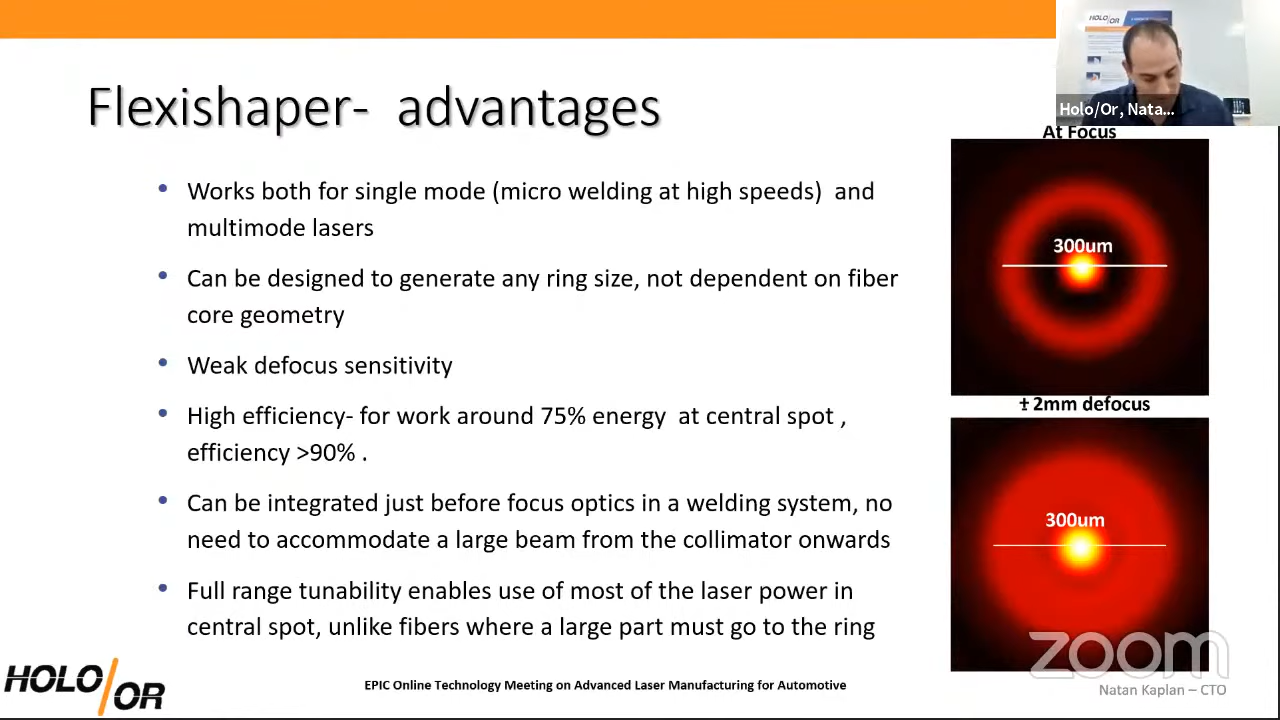 HOLO/OR
Holo/Or, Nata...
Flexishaper- advantages
• Works both for single mode (micro welding at high speeds) and
multimode lasers
• Can be designed to generate any ring size, not dependent on fiber
core geometry
• Weak defocus sensitivity
• High efficiency- for work around 75% energy at central spot ,
efficiency >90% .
• Can be integrated just before focus optics in a welding system, no
need to accommodate a large beam from the collimator onwards
• Full range tunability enables use of most of the laser power in
central spot, unlike fibers where a large part must go to the ring
At Focus
300um
± 2mm defocus
300um
zoom
HOLO/OR
EPIC Online Technology Meeting on Advanced Laser Manufacturing for Automotive
Natan Kaplan – CTO